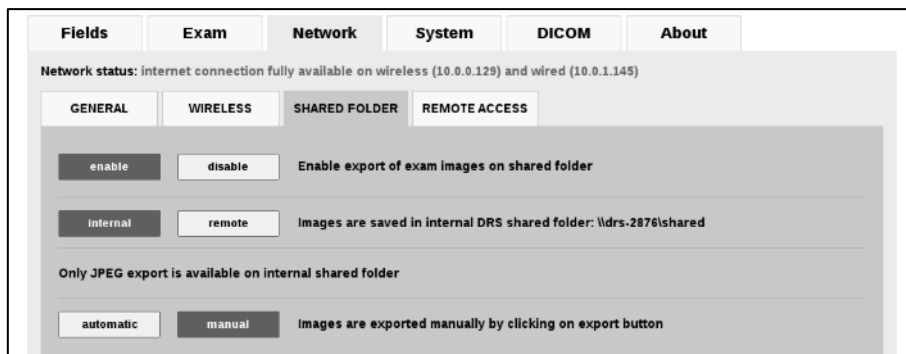 Fields Exam Network System DICOM About
Network status: internet connection fully available on wireless (10.0.0.129) and wired (10.0.1.145)
GENERAL WIRELESS SHARED FOLDER REMOTE ACCESS
enable disable Enable export of exam images on shared folder
internal remote Images are saved in internal DRS shared folder: \\drs-2876\shared
Only JPEG export is available on internal shared folder
automatic manual Images are exported manually by clicking on export button